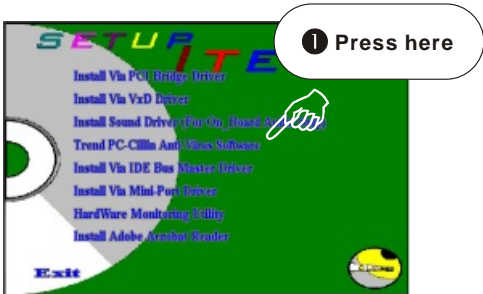 ❶ Press here
SETUP ITE
Install Via PCI Bridge Driver
Install Via VxD Driver
Install Sound Driver (For On_Board
Trend PC-Cillin Anti-Virus Software
Install Via IDE Bus Master Driver
Install Via Mini-Port Driver
HardWare Monitoring Utility
Install Adobe Acrobat Reader
Exit